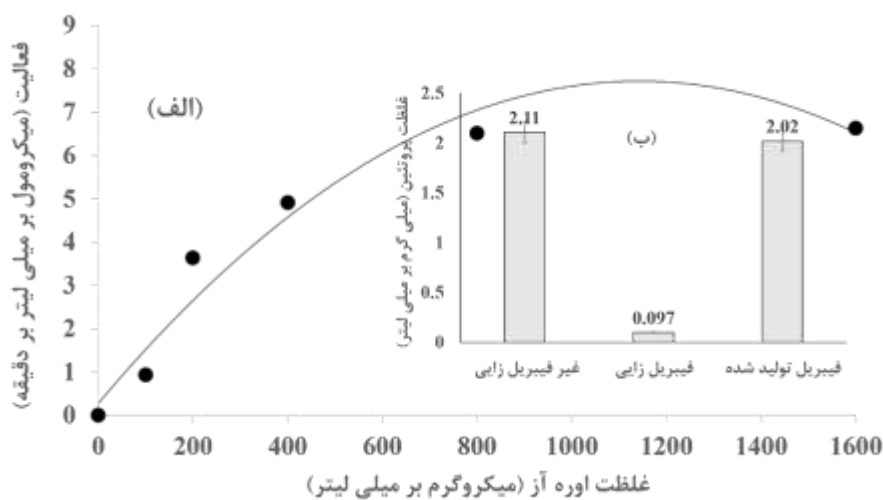 فعالیت (میکرومول بر میلی لیتر بر دقیقه)
9
8
7
6
5
4
3
2
1
0
(الف)
0 200 400 600 800 1000 1200 1400 1600
غلظت اوره آز (میکروگرم بر میلی لیتر)
غلظت پروتئین (میلی گرم بر میلی لیتر)
2.5
2
1.5
1
0.5
0
(ب)
2.11
0.097
2.02
غیر فیبریل زایی
فیبریل زایی
فیبریل تولید شده